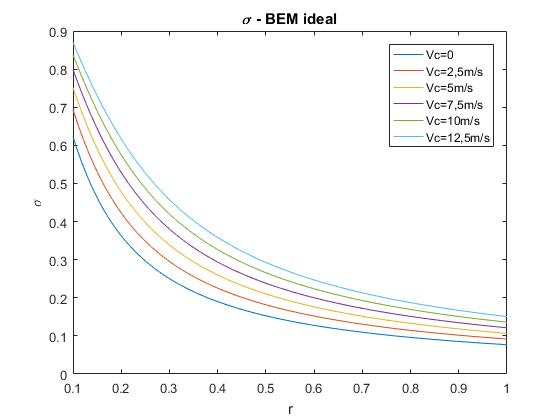 σ - BEM ideal
0.9
0.8
0.7
0.6
0.5
0.4
0.3
0.2
0.1
0
σ
Vc=0
Vc=2,5m/s
Vc=5m/s
Vc=7,5m/s
Vc=10m/s
Vc=12,5m/s
0.1 0.2 0.3 0.4 0.5 0.6 0.7 0.8 0.9 1
r